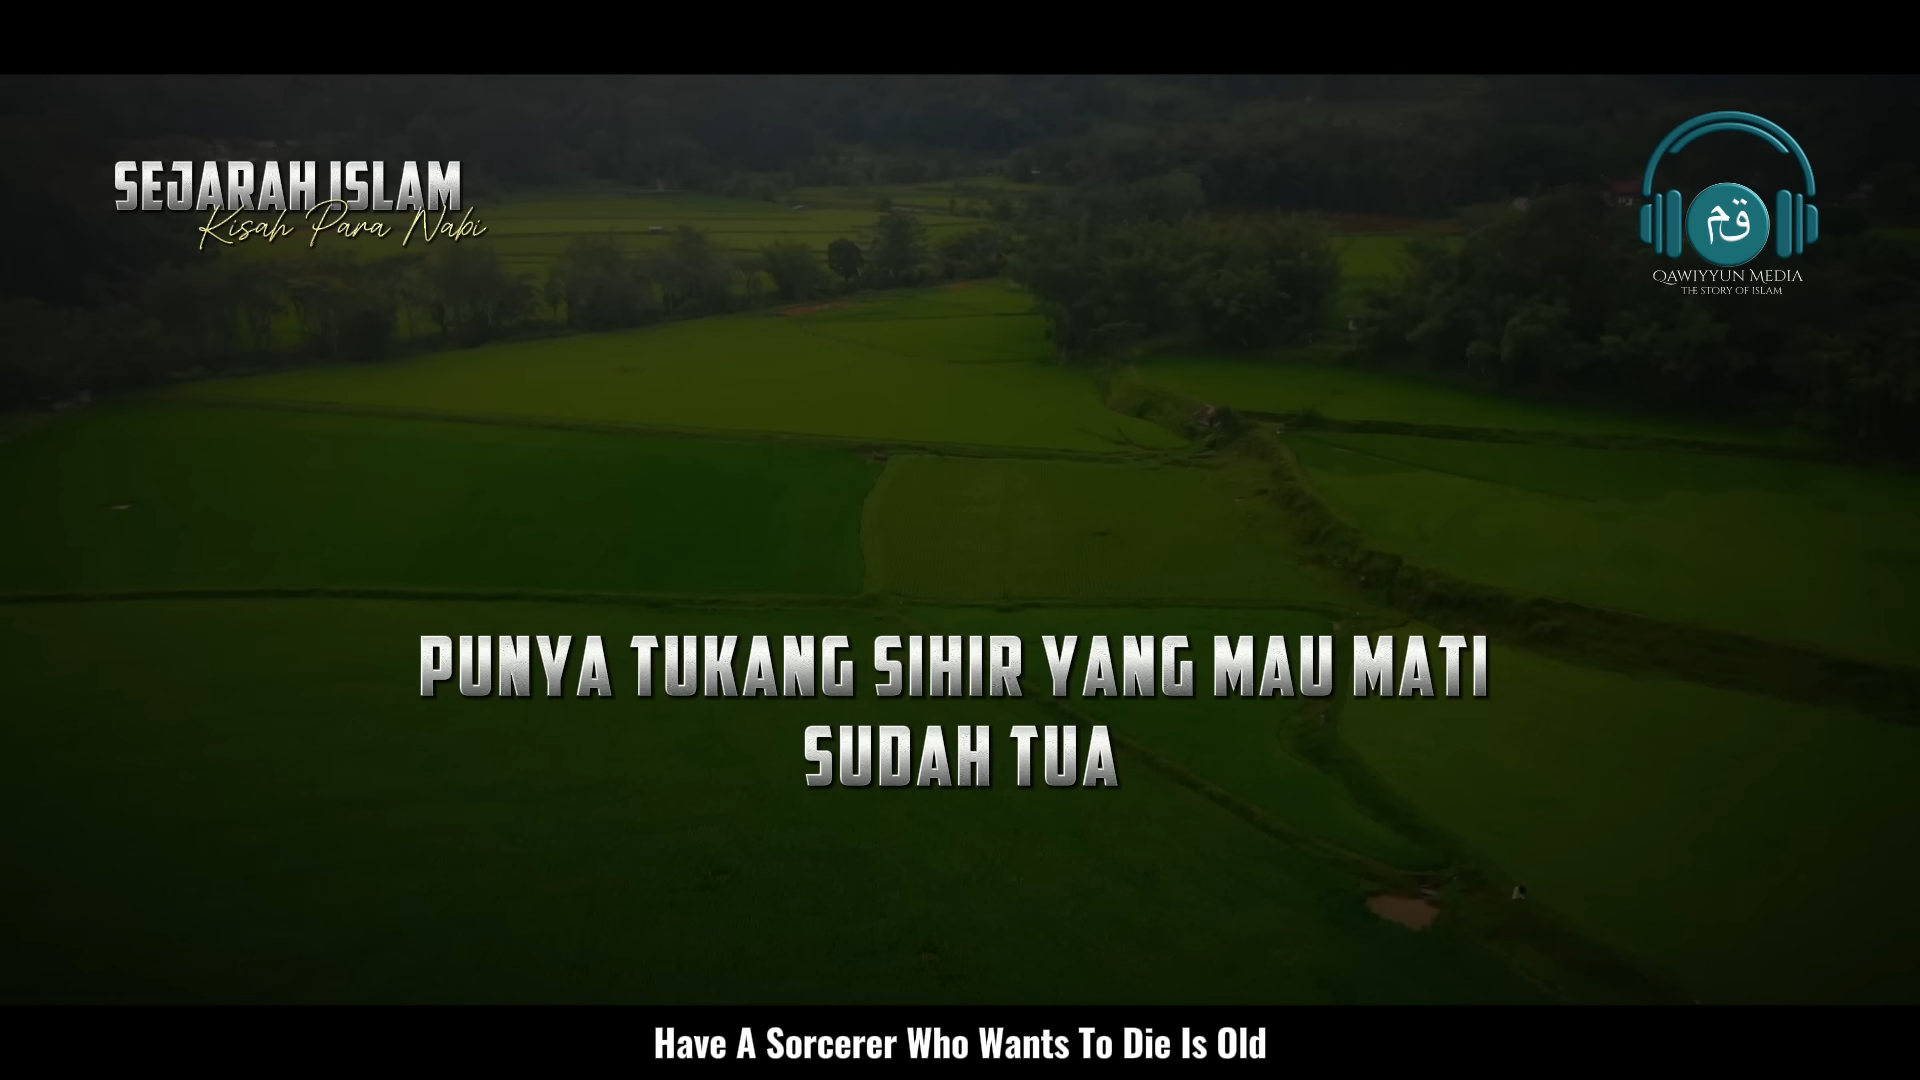 SEJARAH ISLAM
Kisah Para Nabi
قم
QAWIYYUN MEDIA
THE STORY OF ISLAM
PUNYA TUKANG SIHIR YANG MAU MATI
SUDAH TUA
Have A Sorcerer Who Wants To Die Is Old